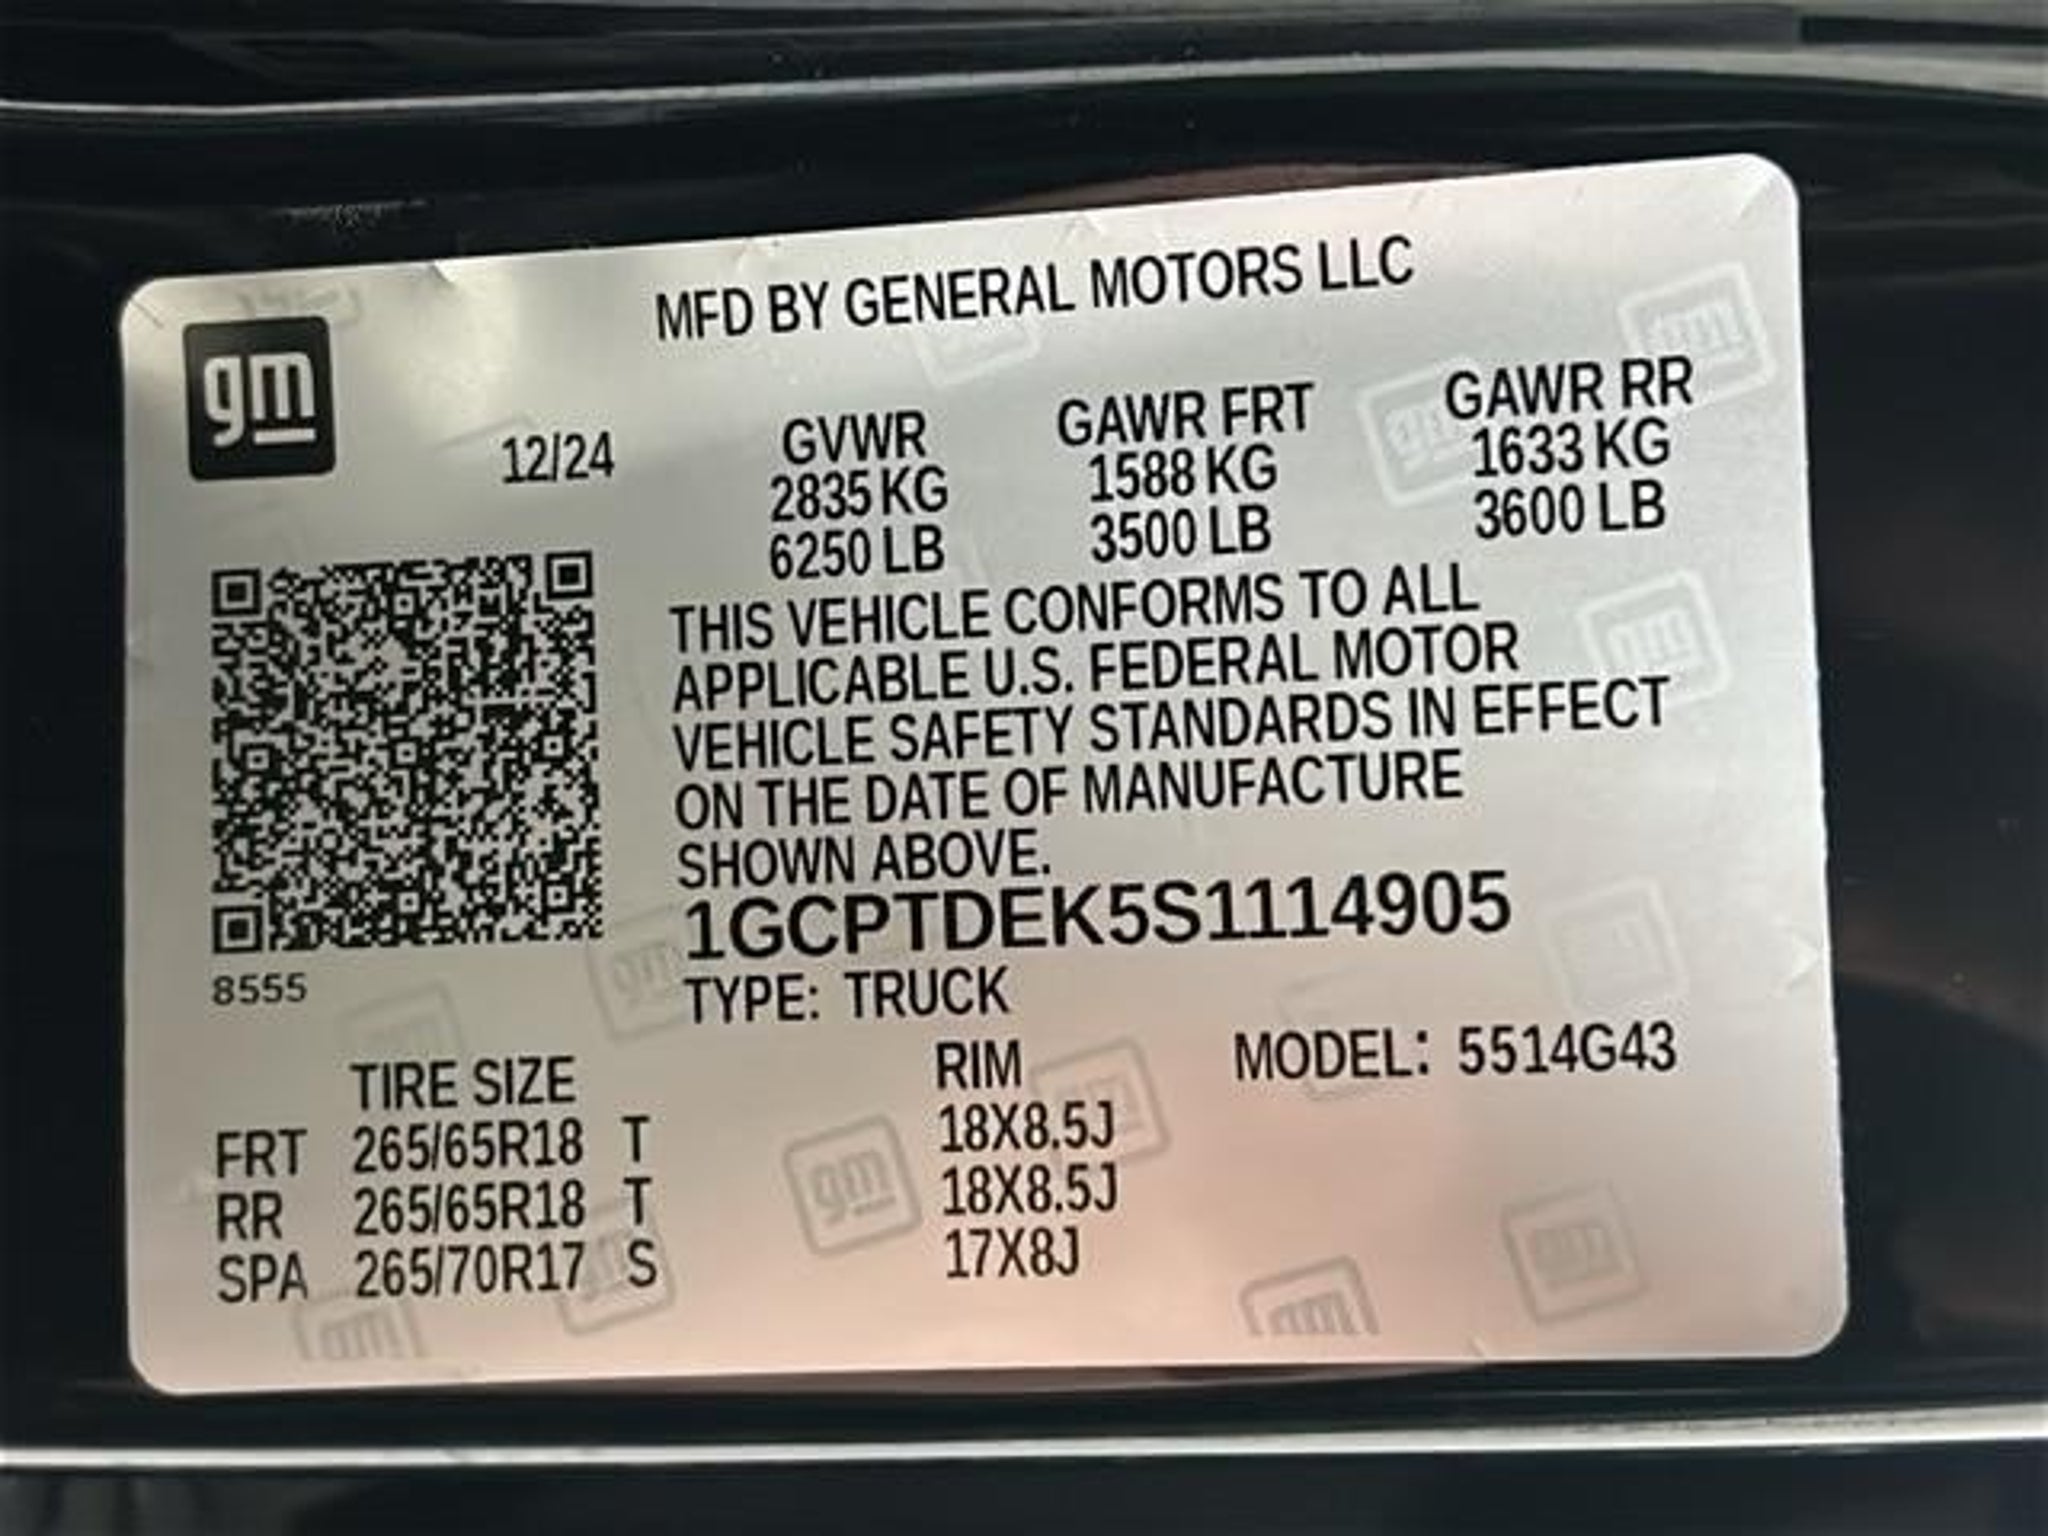 MFD BY GENERAL MOTORS LLC
gm
12/24
GVWR GAWR FRT GAWR RR
2835 KG 1588 KG 1633 KG
6250 LB 3500 LB 3600 LB
THIS VEHICLE CONFORMS TO ALL
APPLICABLE U.S. FEDERAL MOTOR
VEHICLE SAFETY STANDARDS IN EFFECT
ON THE DATE OF MANUFACTURE
SHOWN ABOVE.
1GCPTDEK5S1114905
8555
TYPE: TRUCK
TIRE SIZE RIM MODEL: 5514G43
FRT 265/65R18 T 18X8.5J
RR 265/65R18 T 18X8.5J
SPA 265/70R17 S 17X8J